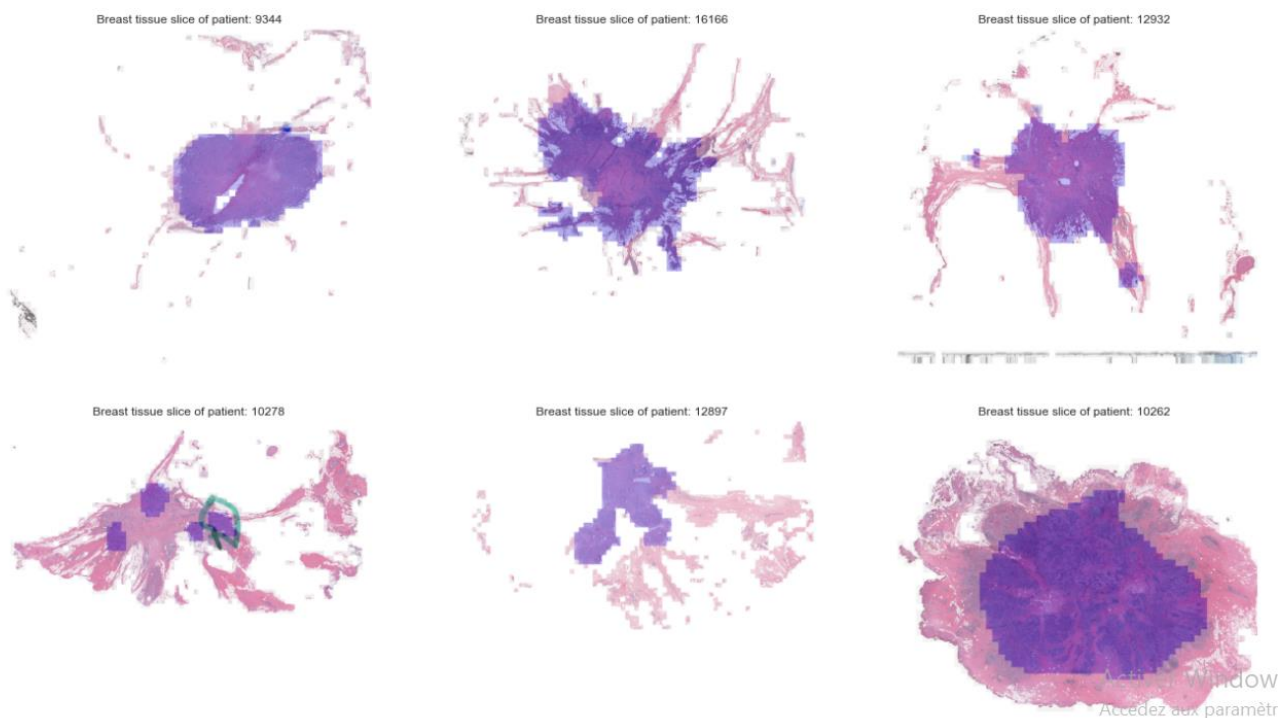 Breast tissue slice of patient: 9344
Breast tissue slice of patient: 16166
Breast tissue slice of patient: 12932
Breast tissue slice of patient: 10278
Breast tissue slice of patient: 12897
Breast tissue slice of patient: 10262
Window
Accédez aux paramètr